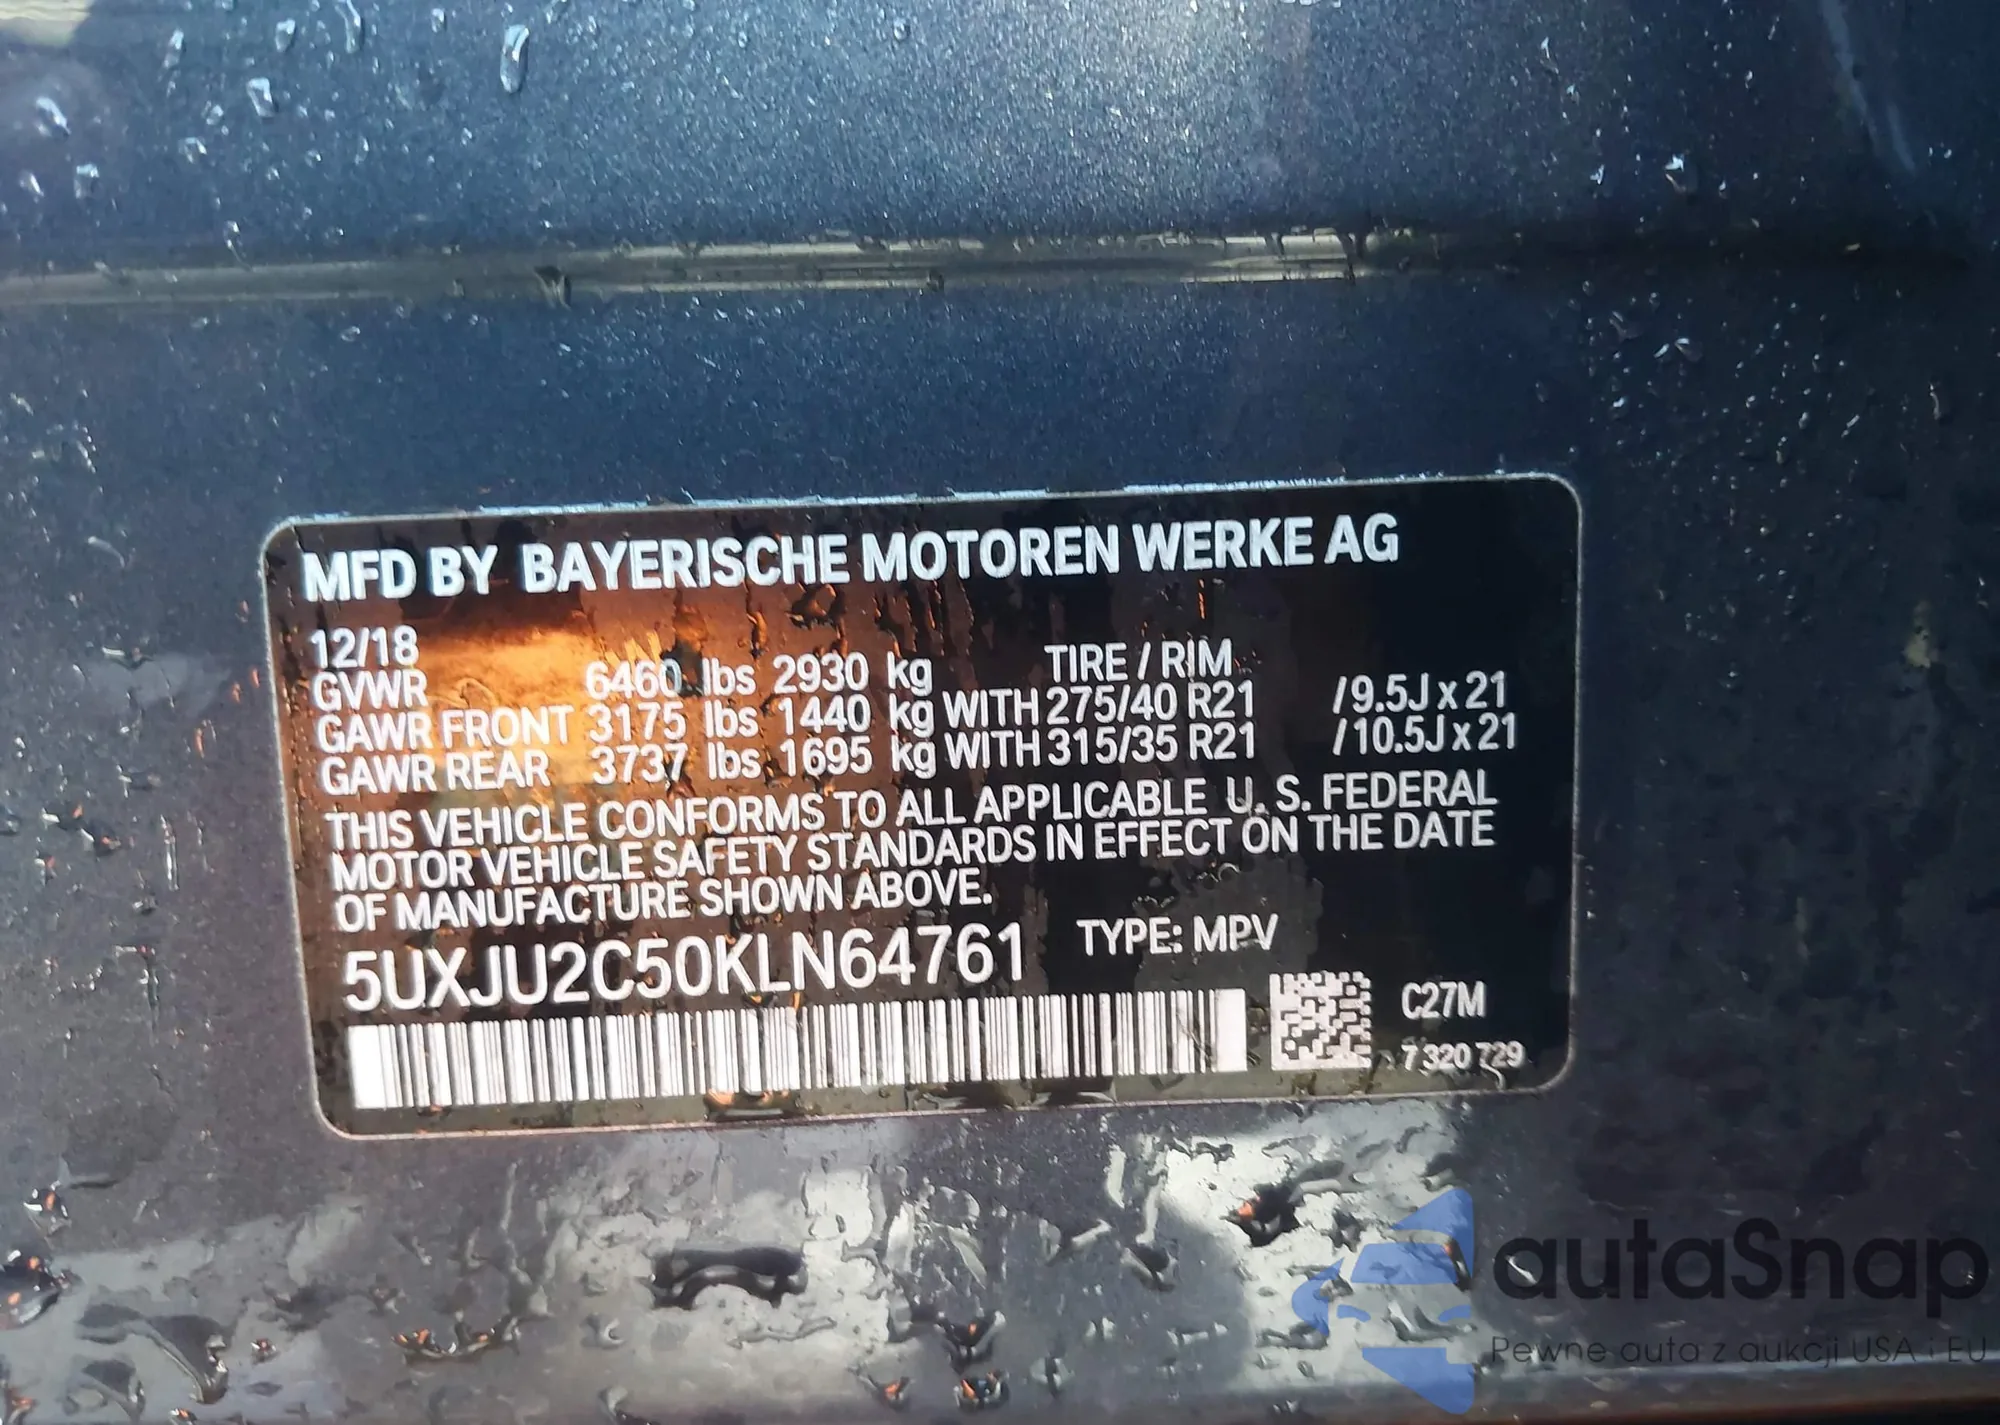 MFD BY BAYERISCHE MOTOREN WERKE AG
12/18
GVWR 6460 lbs 2930 kg TIRE / RIM
GAWR FRONT 3175 lbs 1440 kg WITH 275/40 R21 /9.5J x 21
GAWR REAR 3737 lbs 1695 kg WITH 315/35 R21 /10.5J x 21
THIS VEHICLE CONFORMS TO ALL APPLICABLE U. S. FEDERAL
MOTOR VEHICLE SAFETY STANDARDS IN EFFECT ON THE DATE
OF MANUFACTURE SHOWN ABOVE.
5UXJU2C50KLN64761 TYPE: MPV
C27M
7 320 729
autaSnap
Pewne auta z aukcji USA i EU